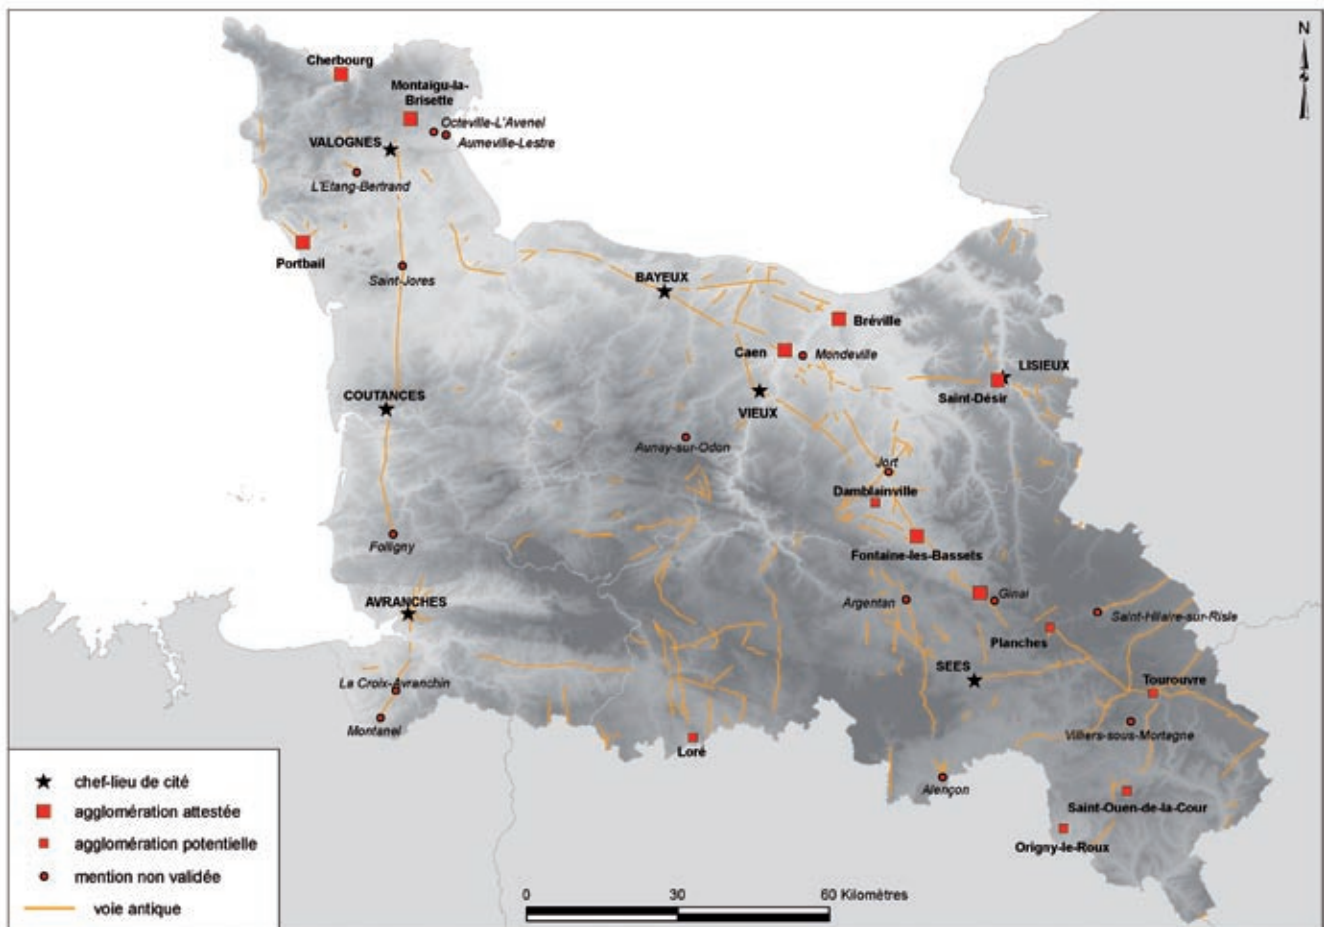 N
Cherbourg
Montaigu-la-
Brisette
Octeville-L'Avenel
Aumeville-Lestre
VALOGNES
L'Etang-Bertrand
Portbail
Saint-Jores
BAYEUX
Bréville
Caen
Mondeville
LISIEUX
Saint-Désir
COUTANCES
VIEUX
Aunay-sur-Odon
Jort
Damblainville
Folligny
Fontaine-les-Bassets
AVRANCHES
Argentan
Ginai
Saint-Hilaire-sur-Risle
Planches
SEES
La Croix-Avranchin
Tourouvre
Montanel
Villiers-sous-Mortagne
Loré
Alençon
Saint-Ouen-de-la-Cour
Origny-le-Roux
chef-lieu de cité
agglomération attestée
agglomération potentielle
mention non validée
voie antique
0 30 60 Kilomètres